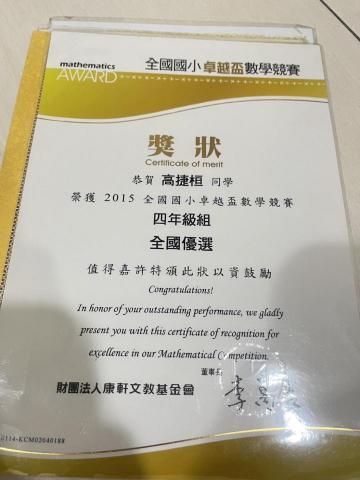 mathematics
AWARD
全國國小卓越盃數學競賽
獎狀
Certificate of merit
恭賀 高捷桓 同學
榮獲 2015 全國國小卓越盃數學競賽
四年級組
全國優選
值得嘉許特頒此狀以資鼓勵
Congratulations!
In honor of your outstanding performance, we gladly
present you with this certificate of recognition for
excellence in our Mathematical Competition.
董事長
財團法人康軒文教基金會
0114-KCM02040188